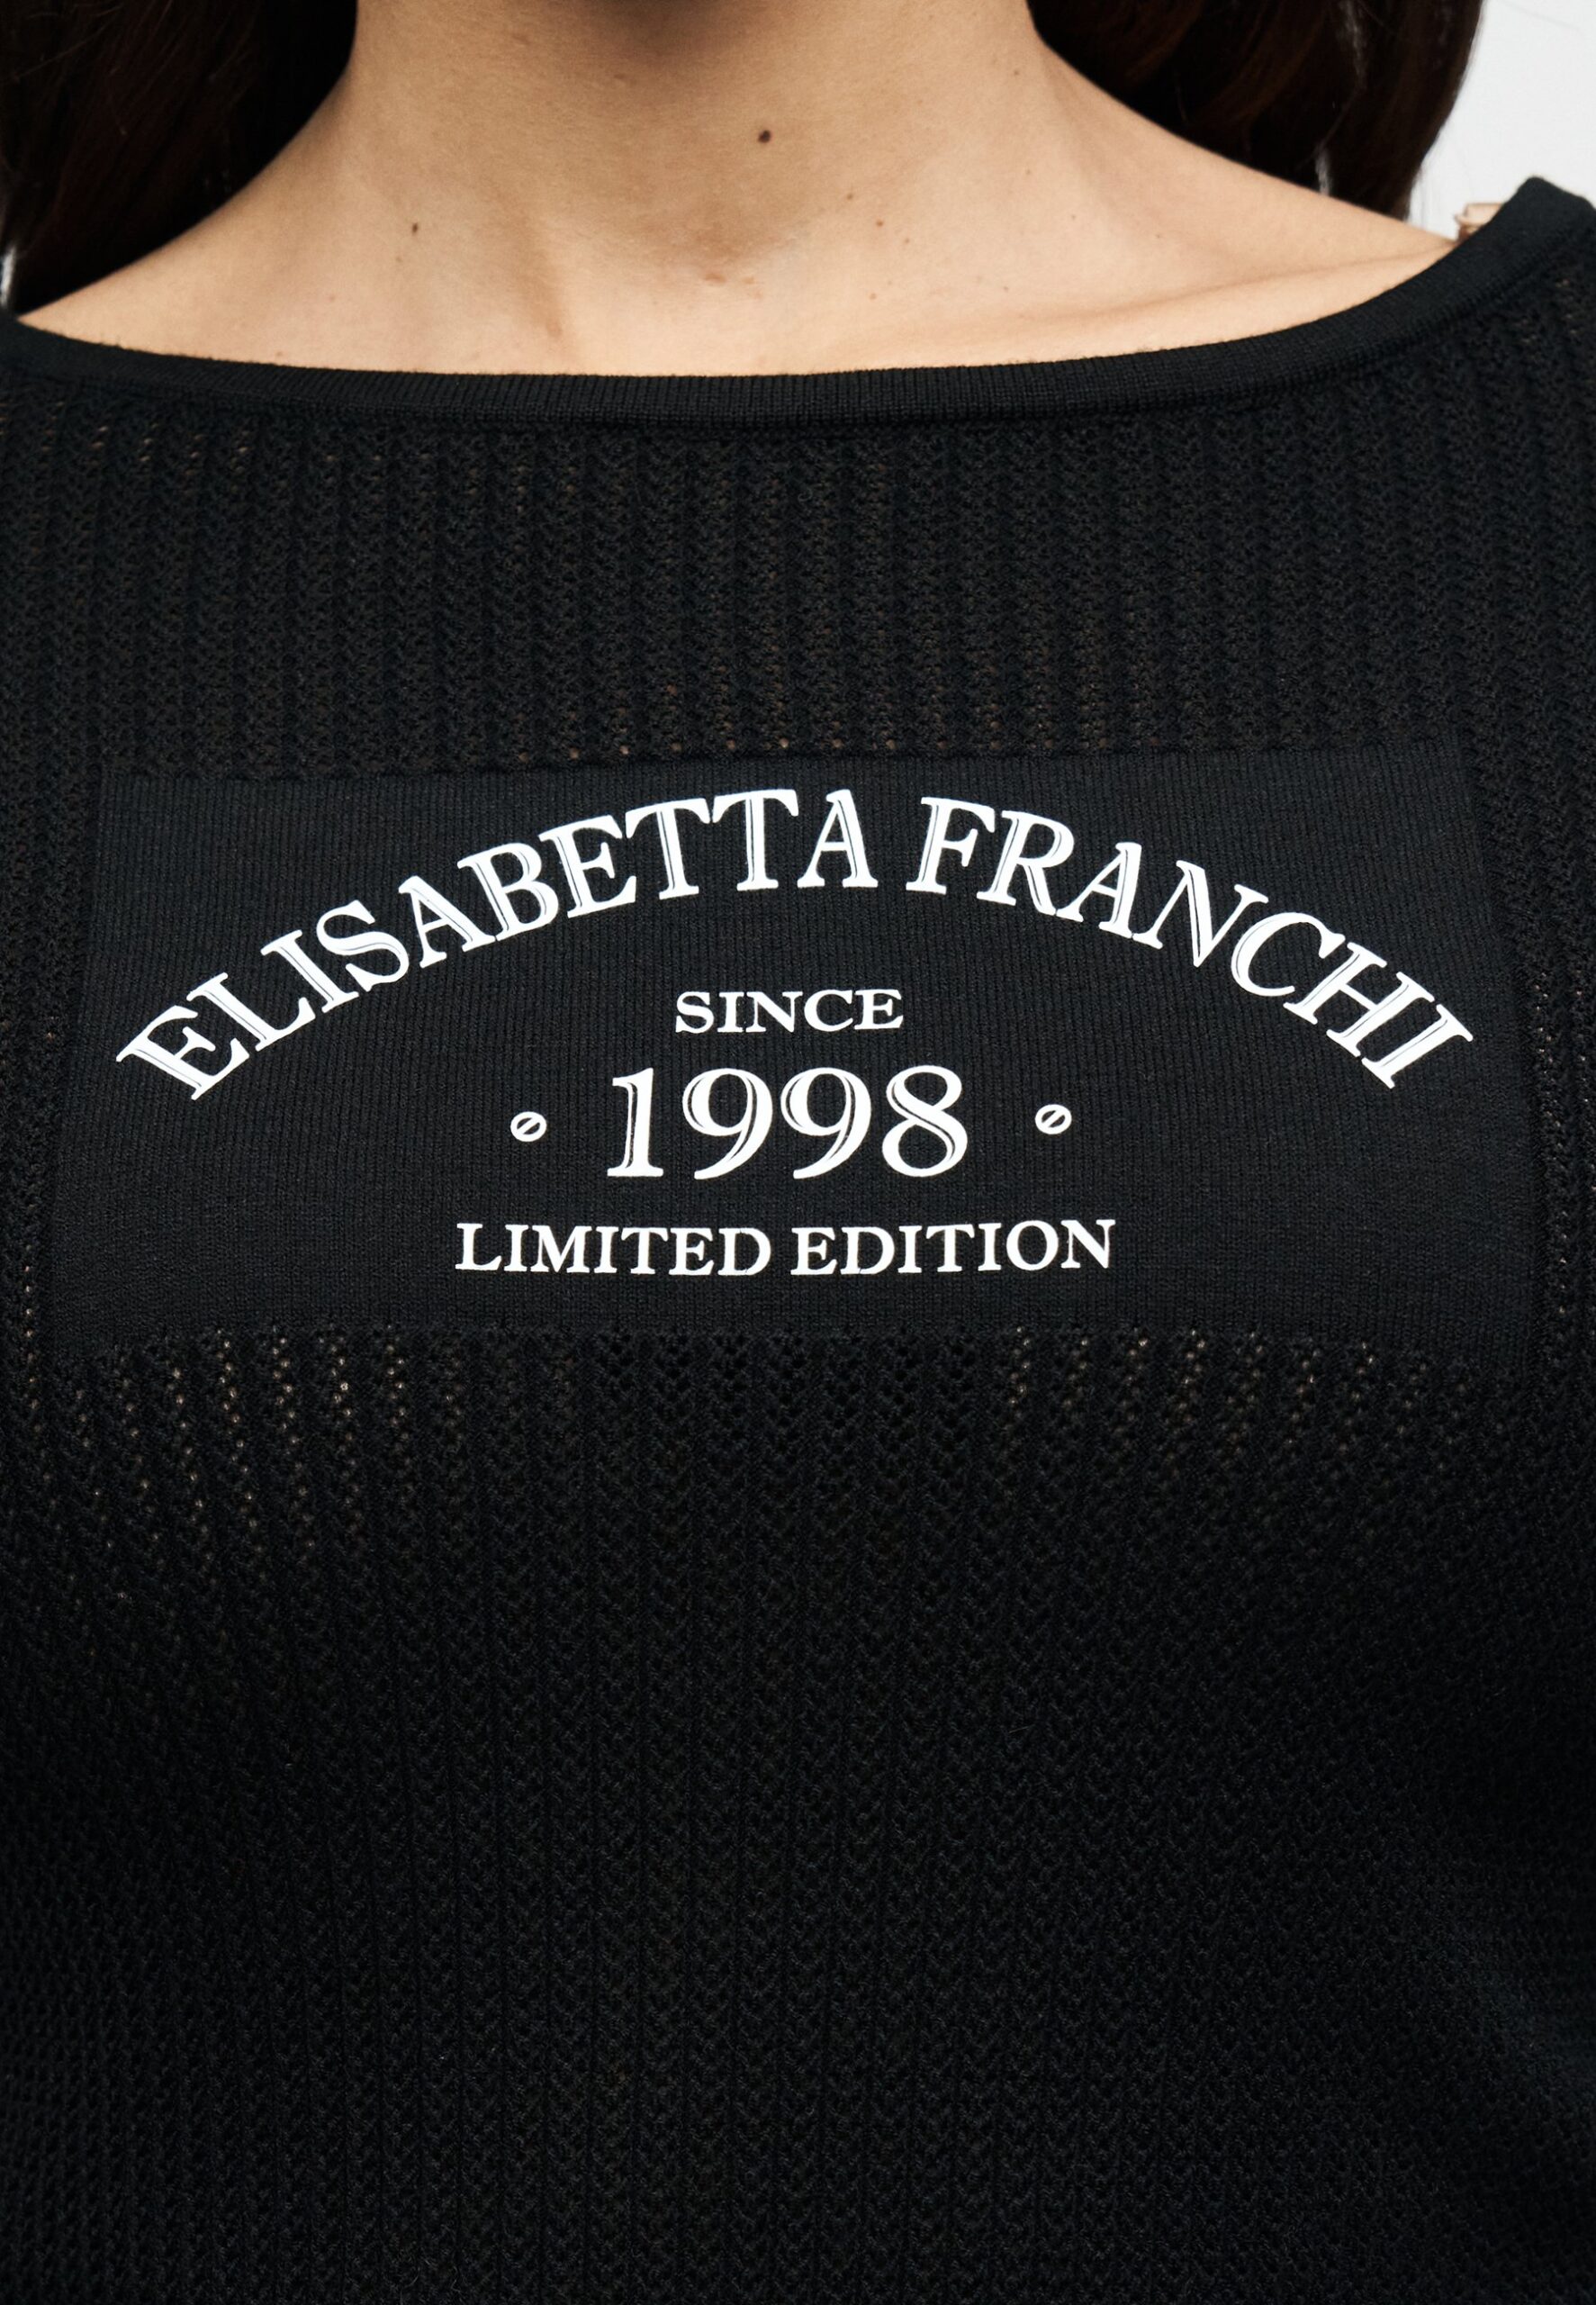 ELISABETTA FRANCHI
SINCE
1998
LIMITED EDITION